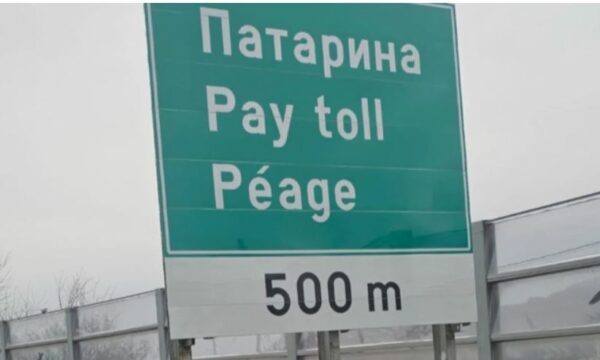 Патарина
Pay toll
Péage
500 m